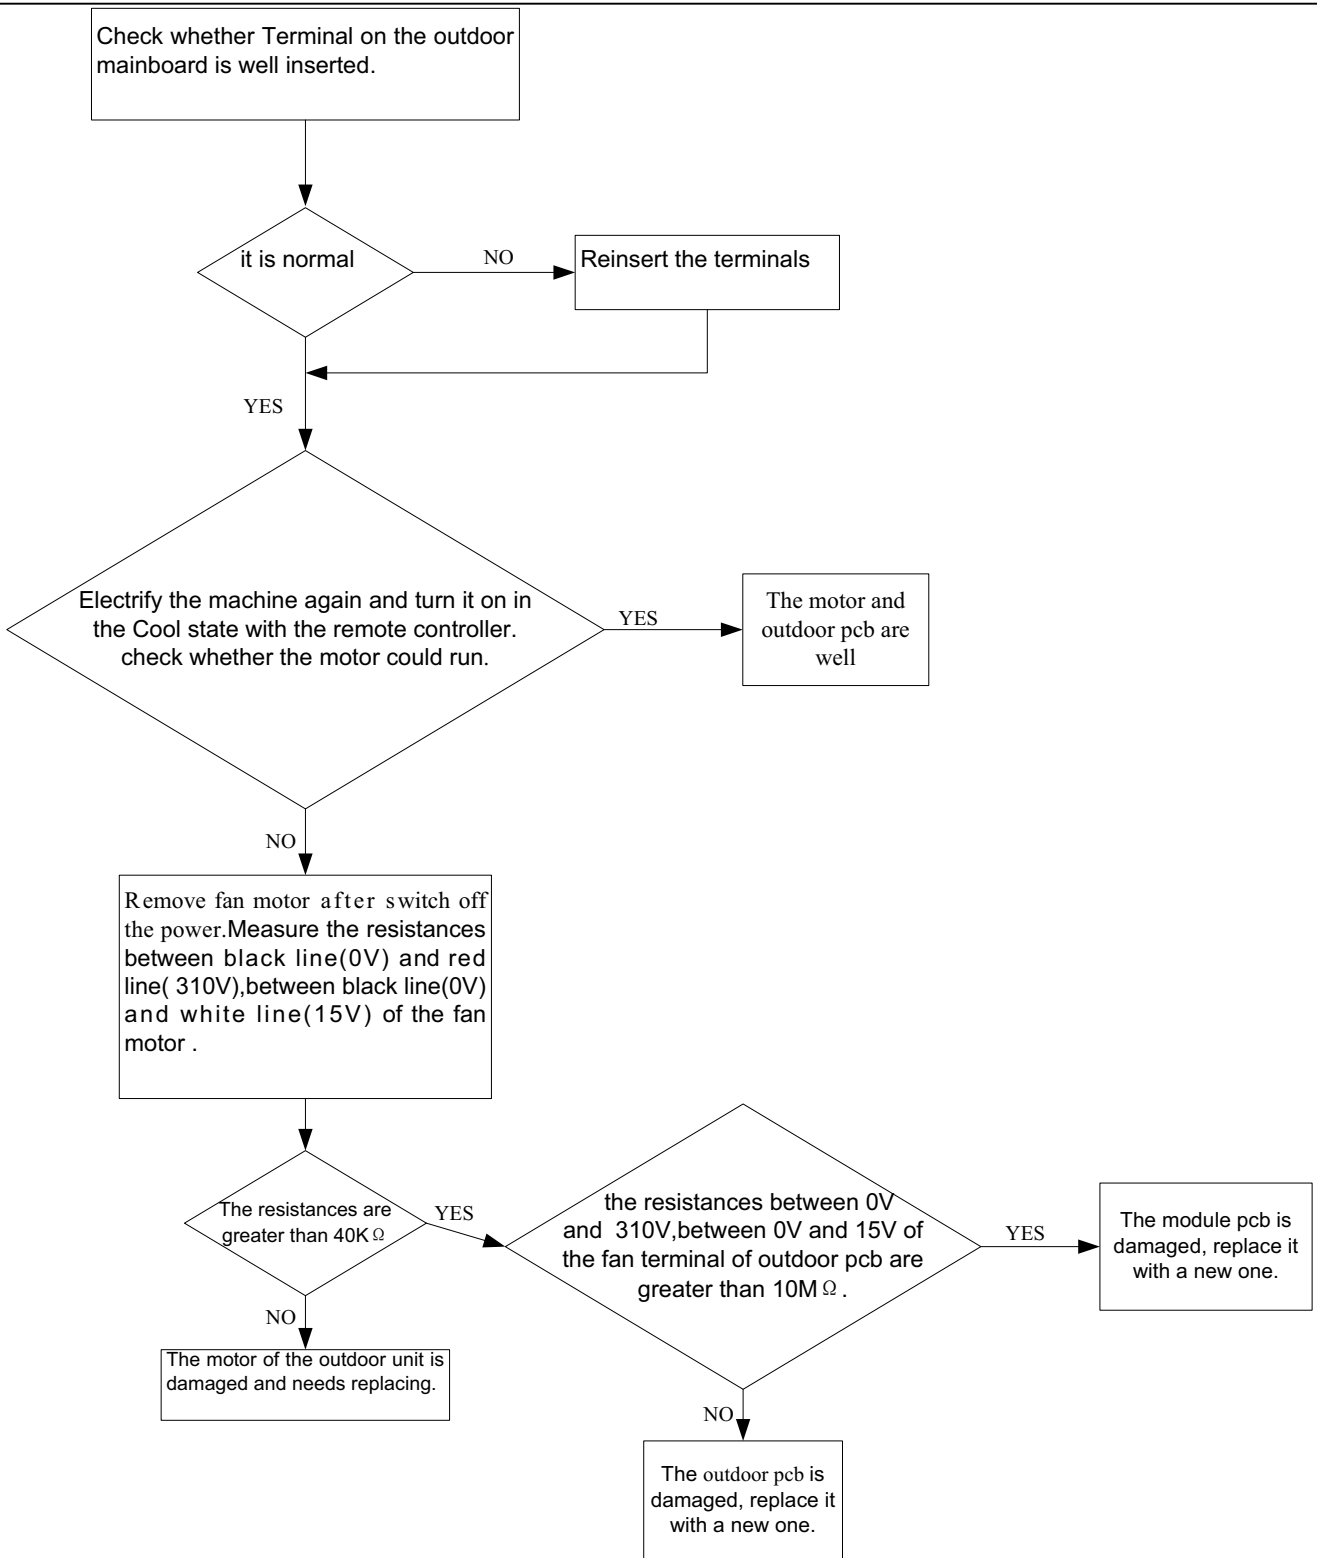 Check whether Terminal on the outdoor
mainboard is well inserted.
it is normal
NO
Reinsert the terminals
YES
Electrify the machine again and turn it on in
the Cool state with the remote controller.
check whether the motor could run.
YES
The motor and
outdoor pcb are
well
NO
Remove fan motor after switch off
the power.Measure the resistances
between black line(0V) and red
line( 310V),between black line(0V)
and white line(15V) of the fan
motor .
The resistances are
greater than 40KΩ
YES
the resistances between 0V
and 310V,between 0V and 15V of
the fan terminal of outdoor pcb are
greater than 10MΩ.
YES
The module pcb is
damaged, replace it
with a new one.
NO
The motor of the outdoor unit is
damaged and needs replacing.
NO
The outdoor pcb is
damaged, replace it
with a new one.